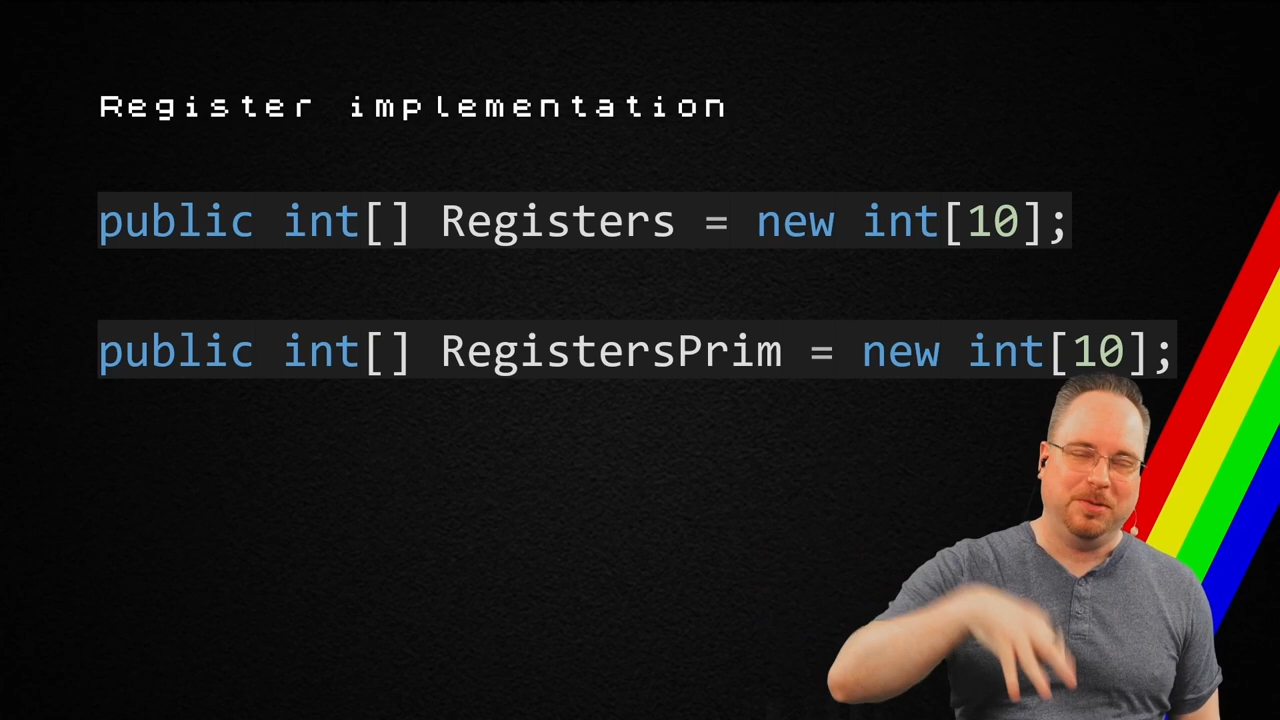 Register implementation
public int[] Registers = new int[10];
public int[] RegistersPrim = new int[10];